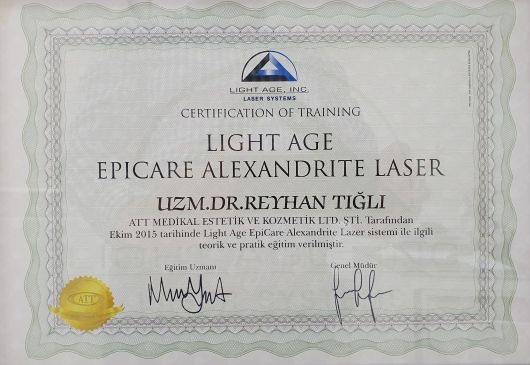 LIGHT AGE, INC.
LASER SYSTEMS
CERTIFICATION OF TRAINING
LIGHT AGE
EPICARE ALEXANDRITE LASER
UZM.DR.REYHAN TIĞLI
ATT MEDİKAL ESTETİK VE KOZMETİK LTD. ŞTİ. Tarafından
Ekim 2015 tarihinde Light Age EpiCare Alexandrite Lazer sistemi ile ilgili
teorik ve pratik eğitim verilmiştir.
Eğitim Uzmanı Genel Müdür
ATT